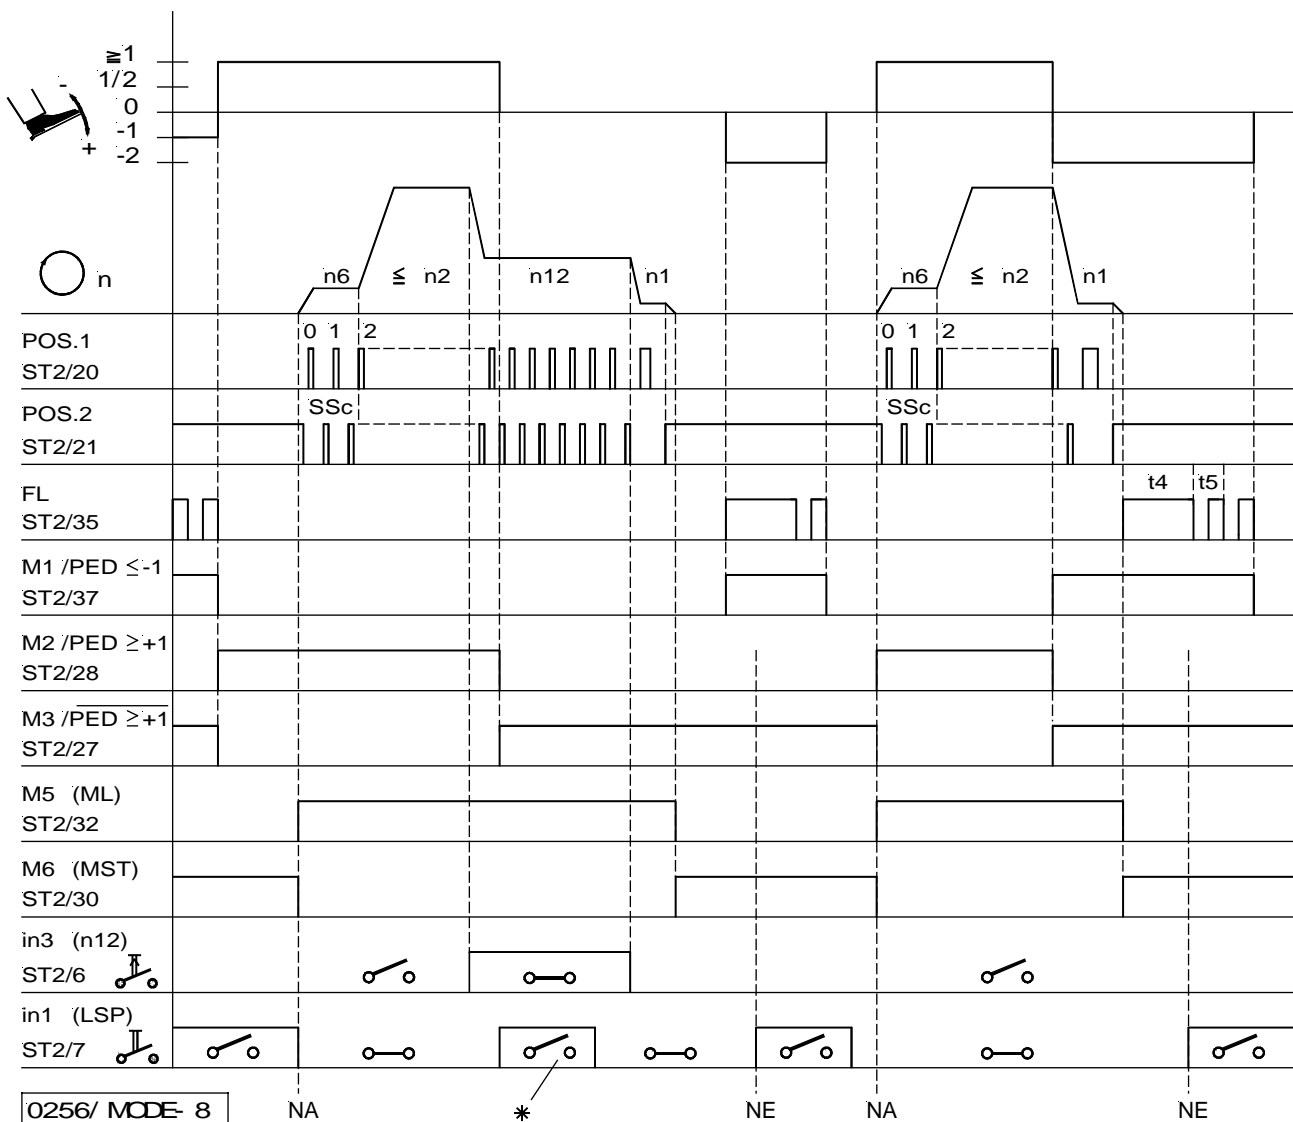 ≧1
1/2
0
-1
-2
-
+
n
n6 ≦ n2 n12 n1 n6 ≦ n2 n1
POS.1
ST2/20
0 1 2 0 1 2
POS.2
ST2/21
SSc SSc
FL
ST2/35
t4 t5
M1 /PED ≤-1
ST2/37
M2 /PED ≥+1
ST2/28
M3 /PED ≥+1
ST2/27
M5 (ML)
ST2/32
M6 (MST)
ST2/30
in3 (n12)
ST2/6
in1 (LSP)
ST2/7
0256/ MODE- 8
NA * NE NA NE